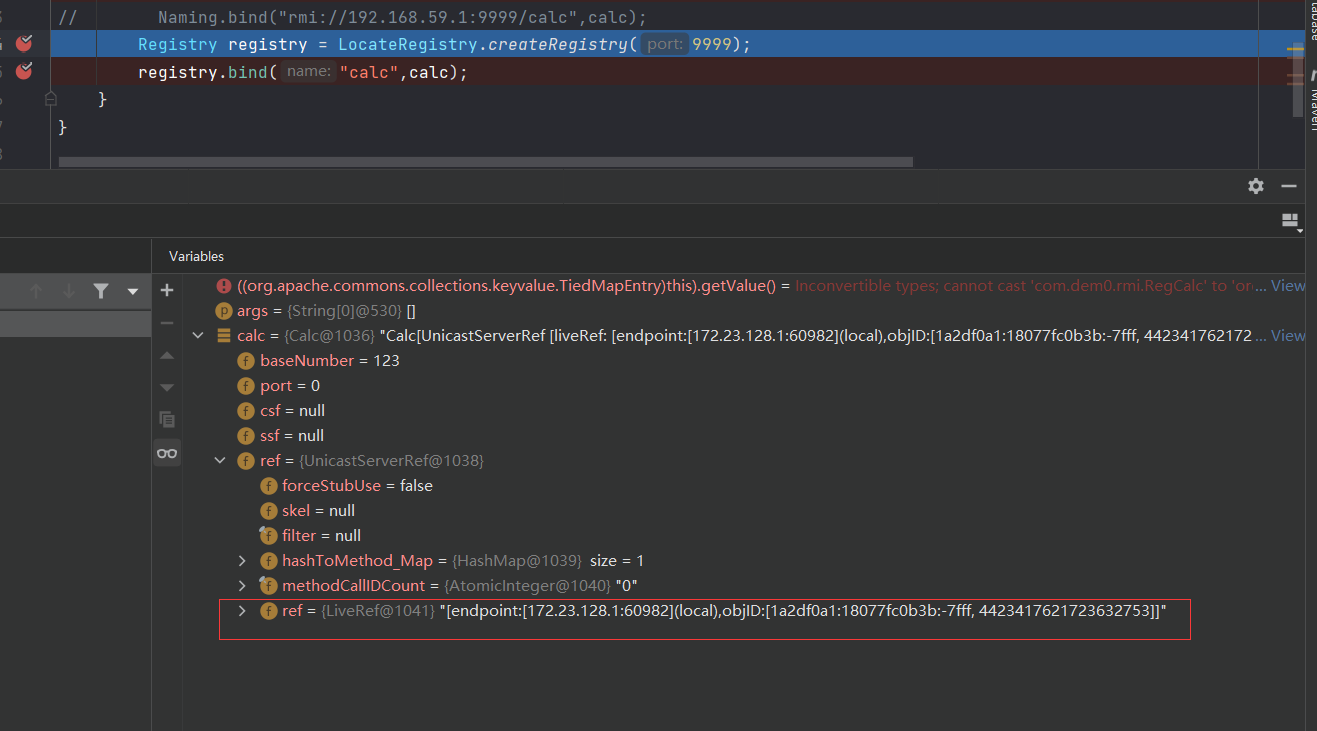 //        Naming.bind("rmi://192.168.59.1:9999/calc",calc);
Registry registry = LocateRegistry.createRegistry( port: 9999);
registry.bind( name: "calc",calc);
}
}
Maven
Variables
((org.apache.commons.collections.keyvalue.TiedMapEntry)this).getValue() = Inconvertible types; cannot cast 'com.dem0.rmi.RegCalc' to 'or... View
args = {String[0]@530} []
calc = {Calc@1036} "Calc[UnicastServerRef [liveRef: [endpoint:[172.23.128.1:60982](local),objID:[1a2df0a1:18077fc0b3b:-7fff, 442341762172 ... View
baseNumber = 123
port = 0
csf = null
ssf = null
ref = {UnicastServerRef@1038}
forceStubUse = false
skel = null
filter = null
hashToMethod_Map = {HashMap@1039} size = 1
methodCallIDCount = {AtomicInteger@1040} "0"
ref = {LiveRef@1041} "[endpoint:[172.23.128.1:60982](local),objID:[1a2df0a1:18077fc0b3b:-7fff, 4423417621723632753]]"